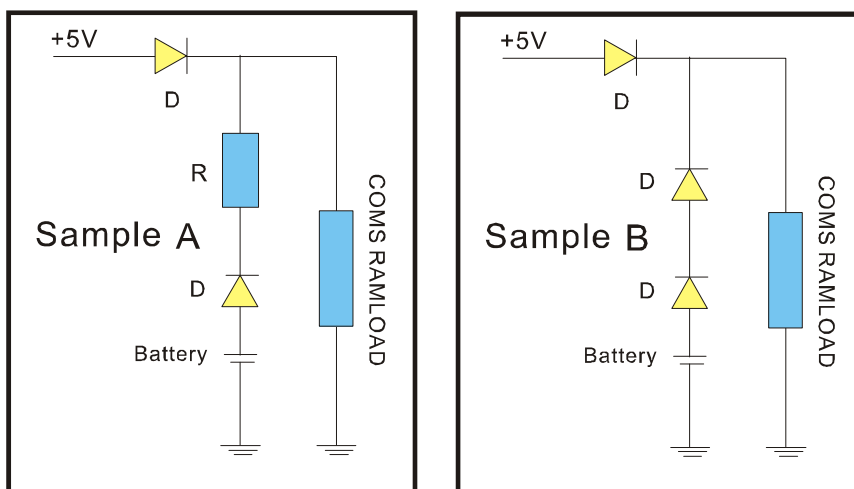 +5V
D
R
Sample A
D
Battery
COMS RAMLOAD
+5V
D
D
Sample B
D
Battery
COMS RAMLOAD